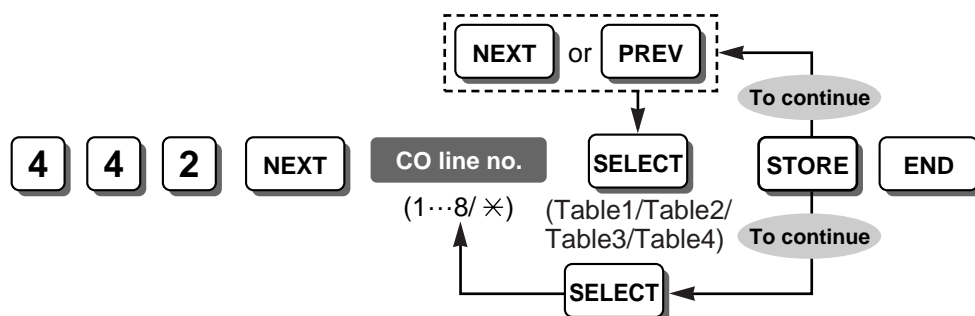 NEXT or PREV
To continue
4 4 2 NEXT CO line no. SELECT STORE END
(1···8/ ✳) (Table1/Table2/
Table3/Table4)
To continue
SELECT